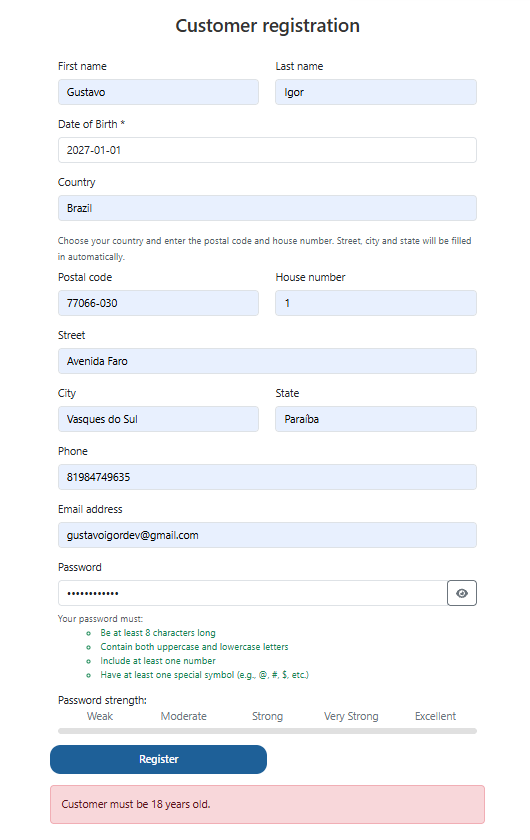 Customer registration
First name Last name
Gustavo Igor
Date of Birth *
2027-01-01
Country
Brazil
Choose your country and enter the postal code and house number. Street, city and state will be filled
in automatically.
Postal code House number
77066-030 1
Street
Avenida Faro
City State
Vasques do Sul Paraíba
Phone
81984749635
Email address
gustavoigordev@gmail.com
Password
••••••••••••
Your password must:
Be at least 8 characters long
Contain both uppercase and lowercase letters
Include at least one number
Have at least one special symbol (e.g., @, #, $, etc.)
Password strength:
Weak Moderate Strong Very Strong Excellent
Register
Customer must be 18 years old.